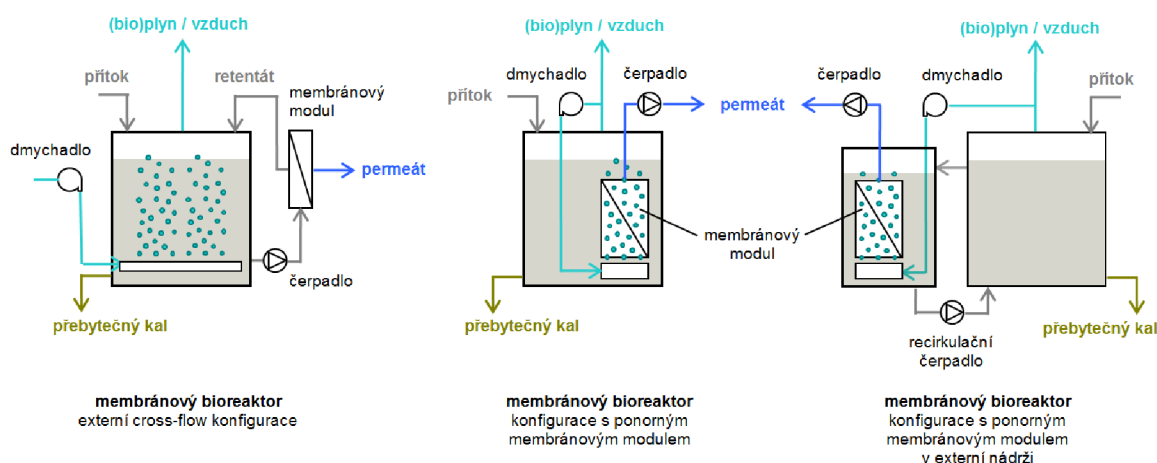 (bio)plyn / vzduch
přítok
retentát
membránový
modul
dmychadlo
permeát
čerpadlo
přebytečný kal
membránový bioreaktor
externí cross-flow konfigurace
(bio)plyn / vzduch
dmychadlo
čerpadlo
přítok
permeát
membránový
modul
přebytečný kal
membránový bioreaktor
konfigurace s ponorným
membránovým modulem
(bio)plyn / vzduch
čerpadlo
dmychadlo
přítok
recirkulační
čerpadlo
přebytečný kal
membránový bioreaktor
konfigurace s ponorným
membránovým modulem
v externí nádrži